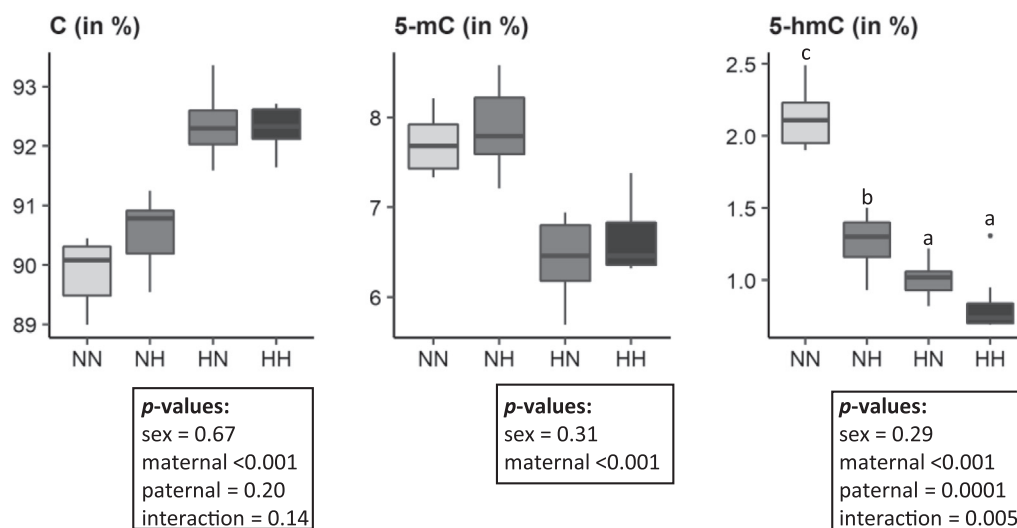 C (in %)
93
92
91
90
89
NN NH HN HH
p-values:
sex = 0.67
maternal <0.001
paternal = 0.20
interaction = 0.14
5-mC (in %)
8
7
6
NN NH HN HH
p-values:
sex = 0.31
maternal <0.001
5-hmC (in %)
2.5
2.0
1.5
1.0
c
b
a
a
NN NH HN HH
p-values:
sex = 0.29
maternal <0.001
paternal = 0.0001
interaction = 0.005